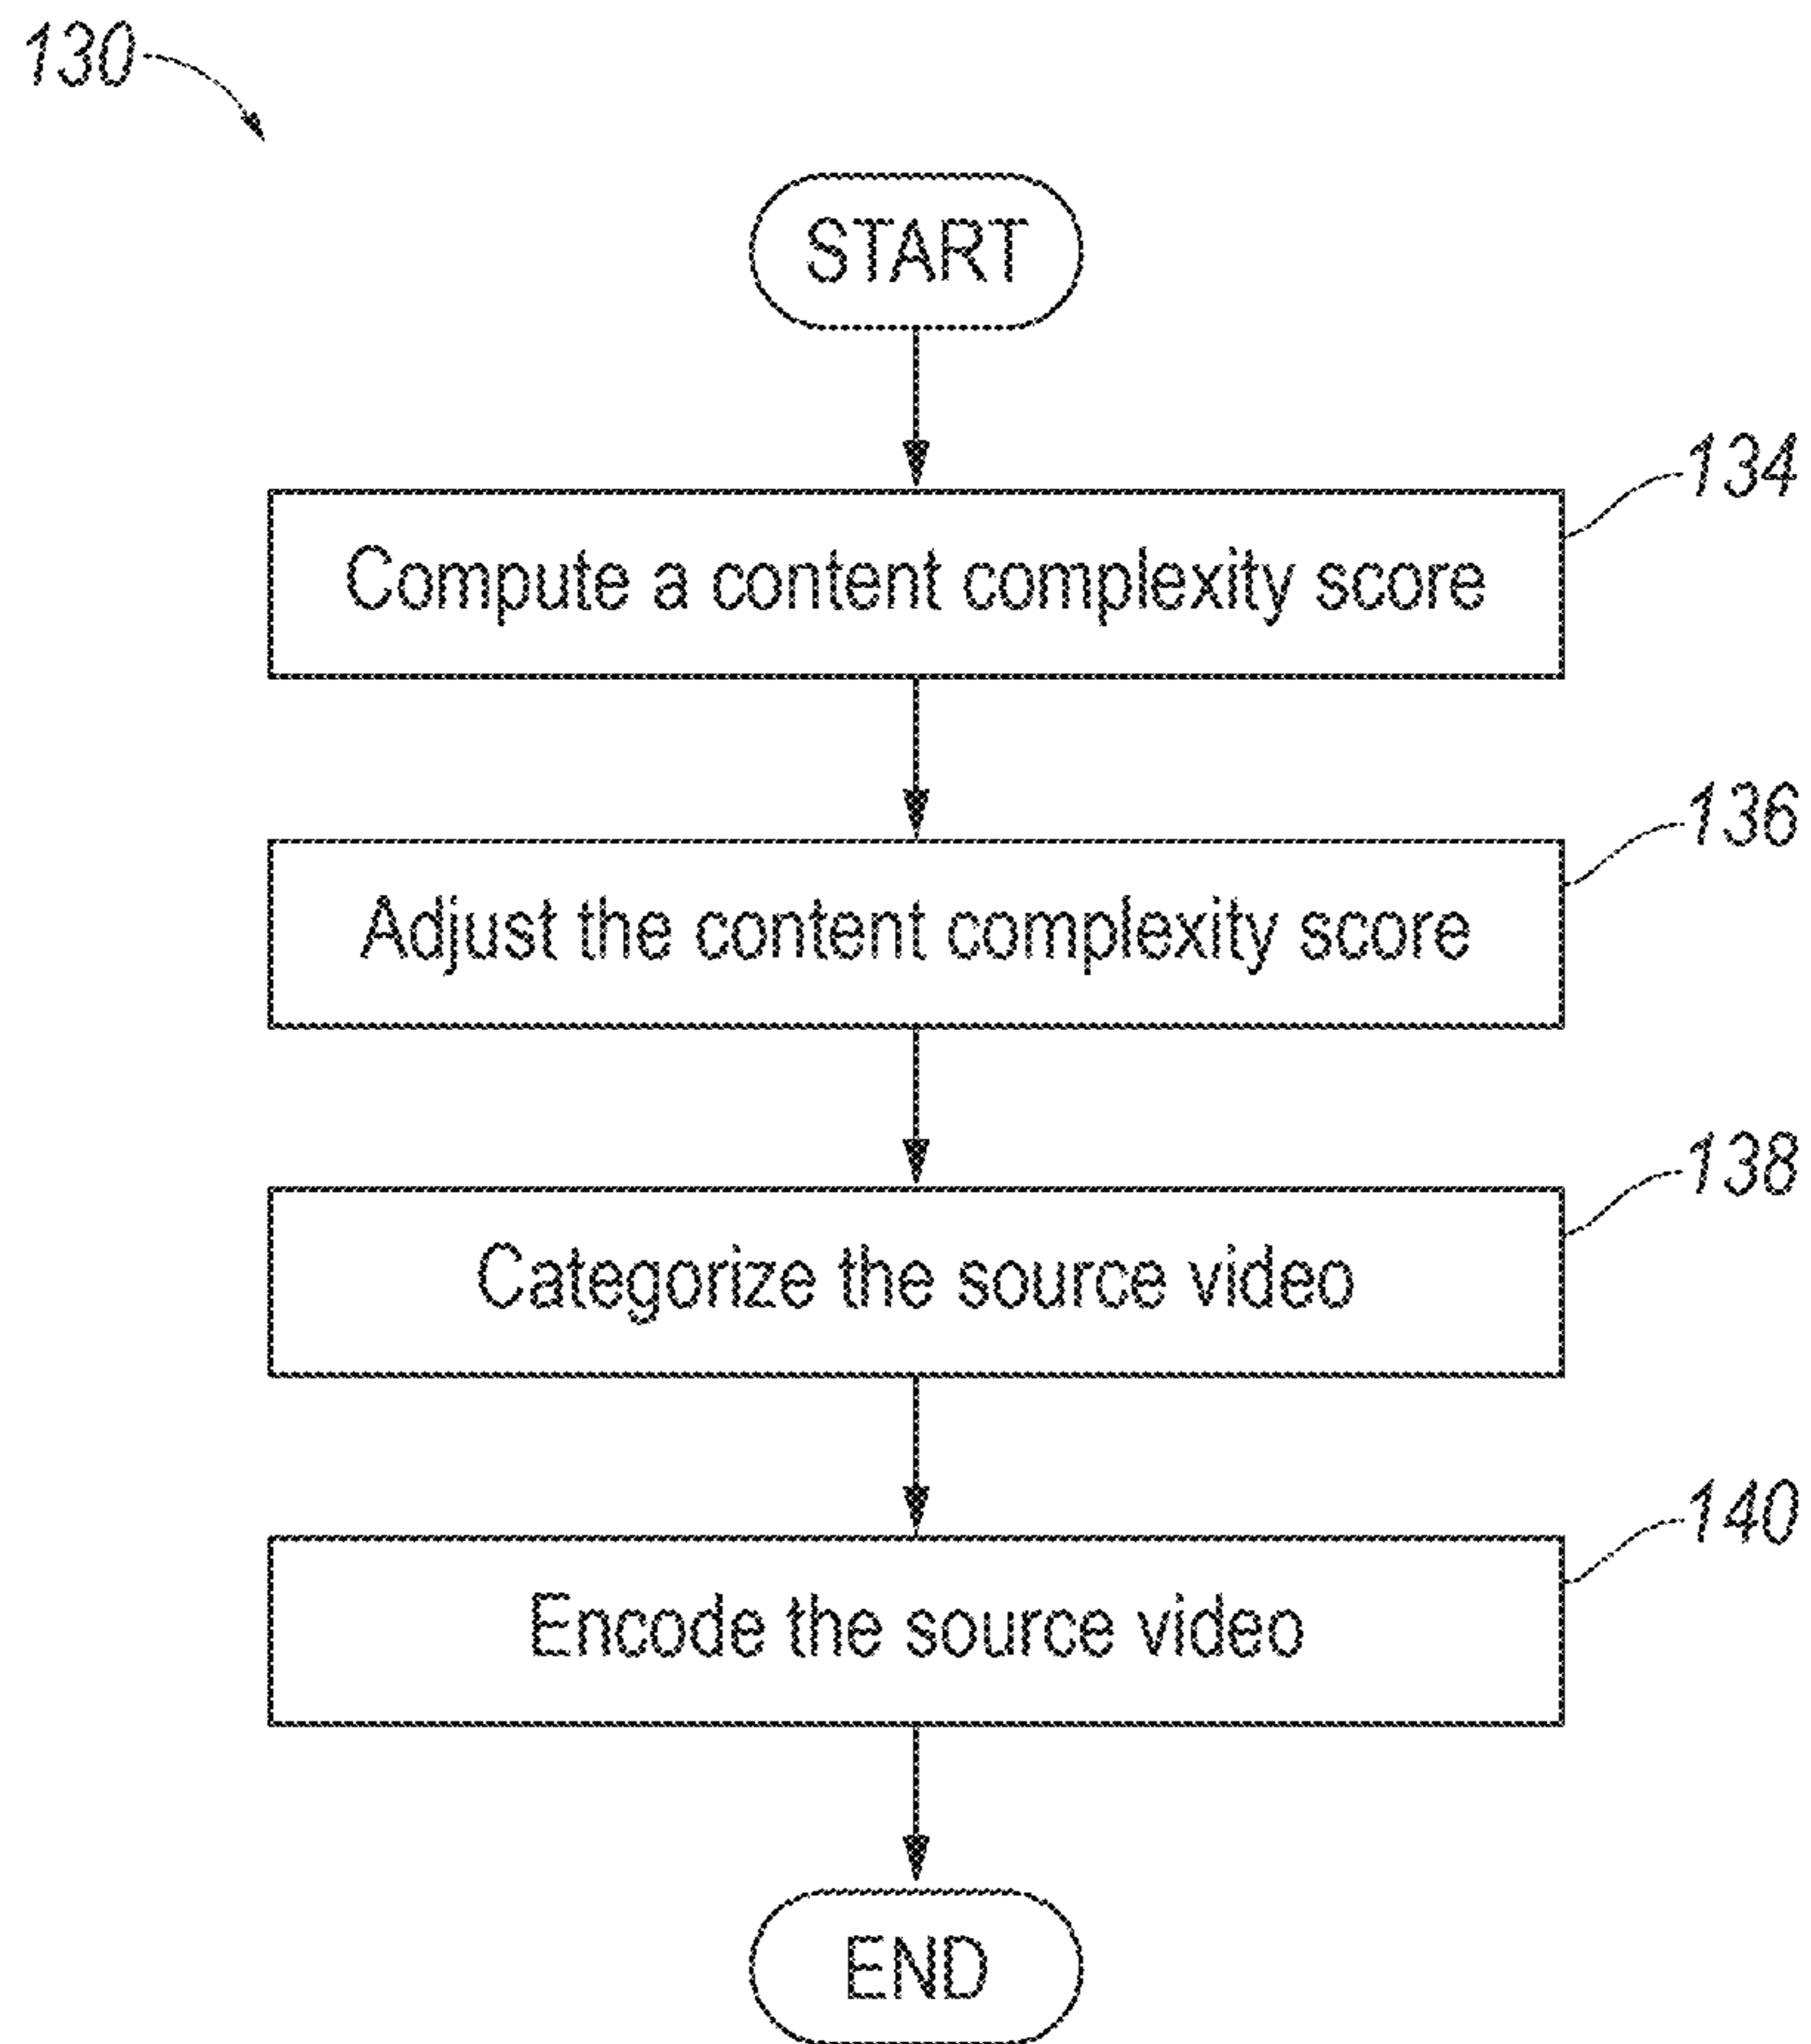 130
START
134
Compute a content complexity score
136
Adjust the content complexity score
138
Categorize the source video
140
Encode the source video
END